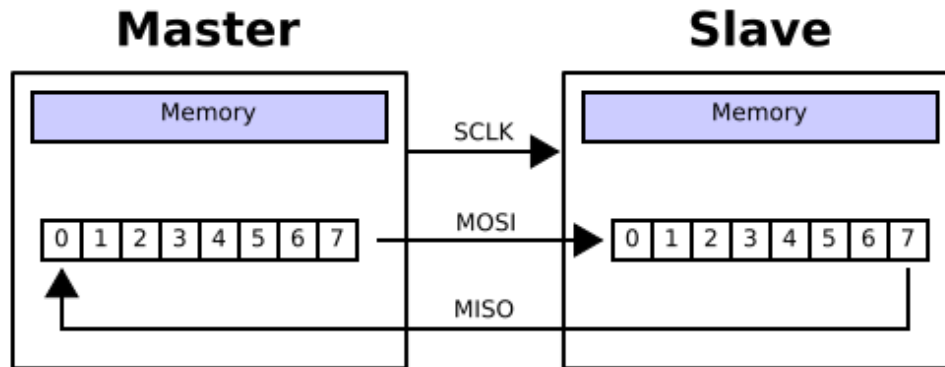 Master Slave
Memory Memory
SCLK
MOSI
0 1 2 3 4 5 6 7 0 1 2 3 4 5 6 7
MISO